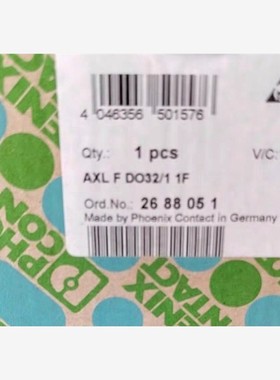 4 046356 501576
Qty.: 1 pcs V/C:
AXL F DO32/1 1F
Ord.No.: 26 88 05 1
Made by Phoenix Contact in Germany
PHOENIX
CONTACT